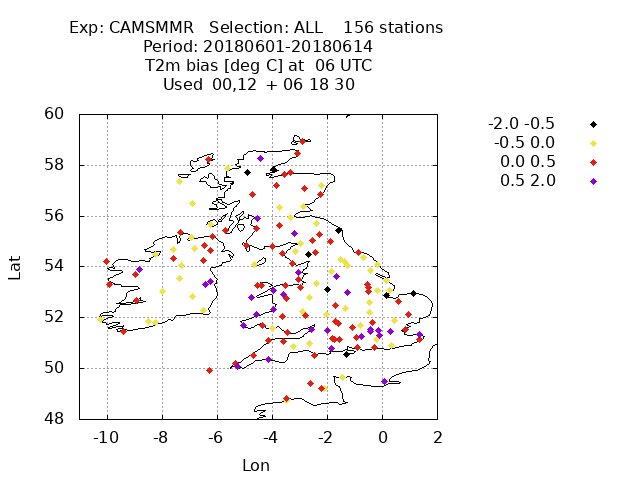 Exp: CAMSMMR Selection: ALL 156 stations
Period: 20180601-20180614
T2m bias [deg C] at 06 UTC
Used 00,12 + 06 18 30
-2.0 -0.5
-0.5 0.0
0.0 0.5
0.5 2.0
60
58
56
54
52
50
48
Lat
-10 -8 -6 -4 -2 0 2
Lon